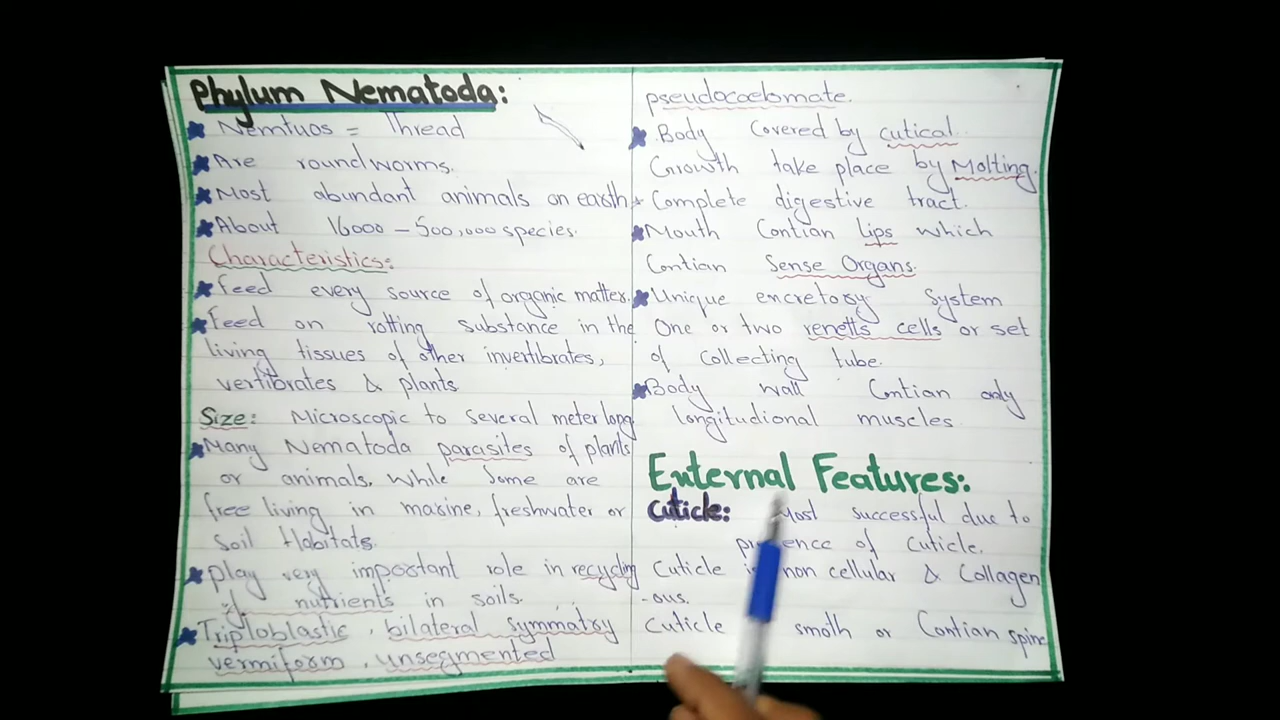 Phylum Nematoda:
Nemtuos = Thread
Are roundworms.
Most abundant animals on earth
About 16000 – 500,000 species.
Characteristics:
Feed every source of organic matter.
Feed on rotting substance in the
living tissues of other invertibrates,
vertibrates & plants
Size: Microscopic to several meter long
Many Nematoda parasites of plants
or animals. While Some are
free living in marine, freshwater or
Soil Habitats.
Play very important role in recycling
of nutrients in soils.
Triploblastic, bilateral symmatry
vermiform, unsegmented
pseudocoelomate.
Body Covered by cutical.
Growth take place by Molting.
Complete digestive tract.
Mouth Contian Lips which
Contian Sense Organs.
Unique encretory System
One or two renetts cells or set
of Collecting tube.
Body wall Contian only
longitudional muscles
Enternal Features:
Cuticle: Most successful due to
presence of Cuticle.
Cuticle is non cellular & Collagen
-ous.
Cuticle smoth or Contian spine